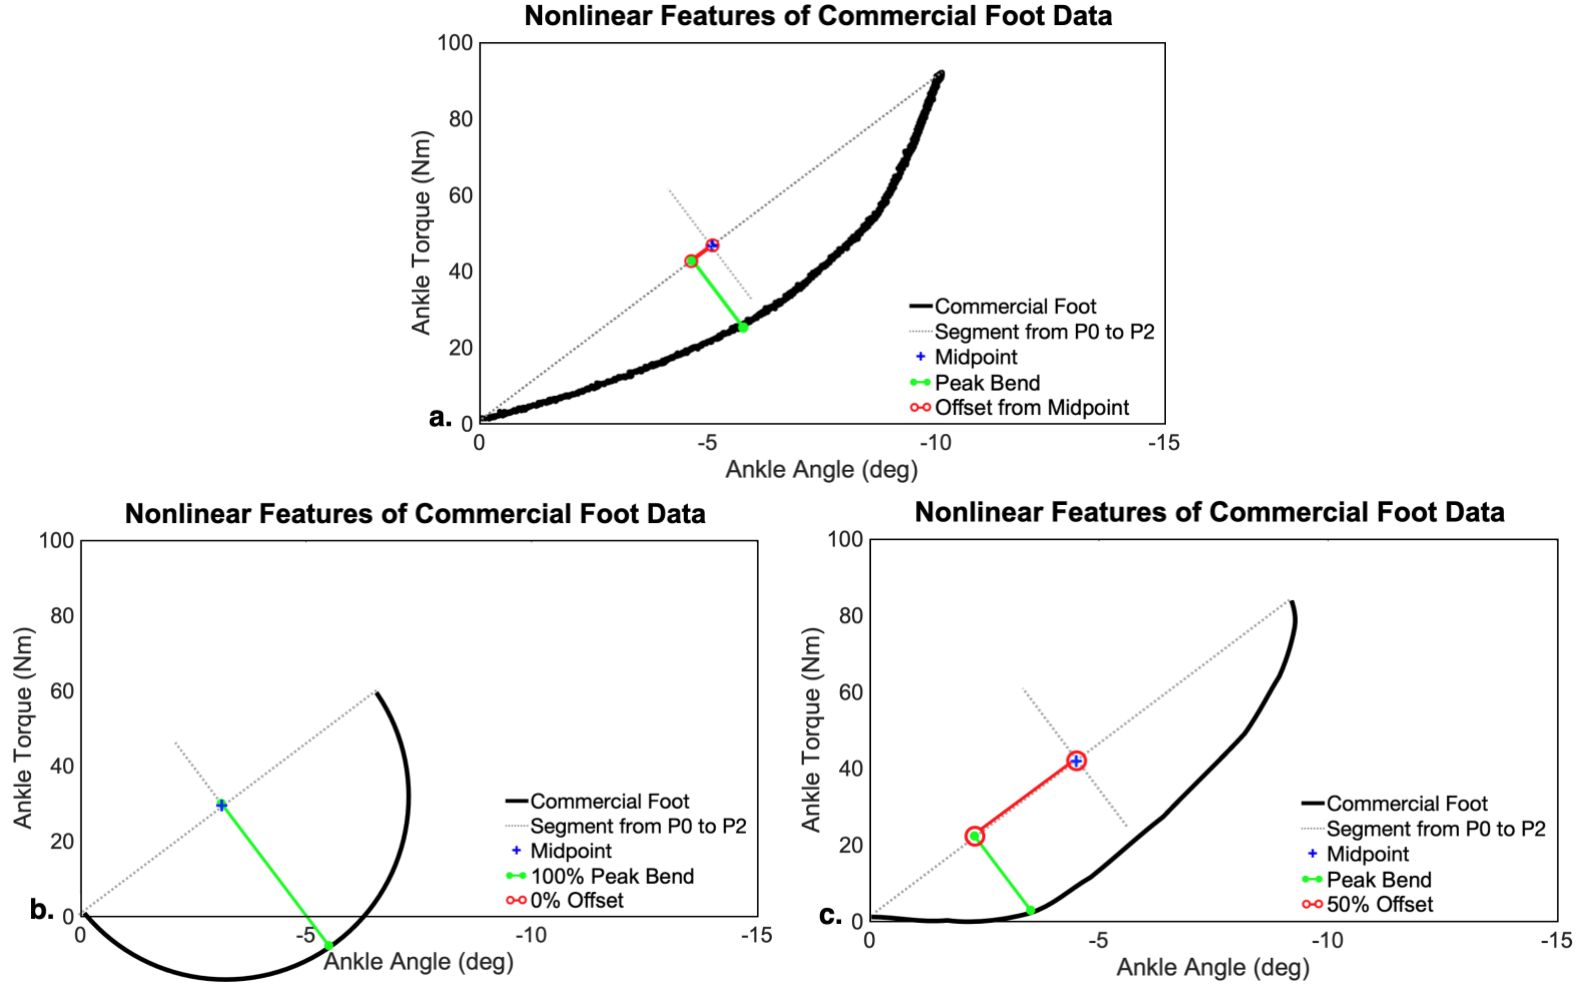 Nonlinear Features of Commercial Foot Data
100
80
60
40
20
0
Ankle Torque (Nm)
Commercial Foot
Segment from P0 to P2
Midpoint
Peak Bend
Offset from Midpoint
a.
0 -5 -10 -15
Ankle Angle (deg)
Nonlinear Features of Commercial Foot Data
100
80
60
40
20
0
Ankle Torque (Nm)
Commercial Foot
Segment from P0 to P2
Midpoint
100% Peak Bend
0% Offset
b.
0 -5 -10 -15
Ankle Angle (deg)
Nonlinear Features of Commercial Foot Data
100
80
60
40
20
0
Ankle Torque (Nm)
Commercial Foot
Segment from P0 to P2
Midpoint
Peak Bend
50% Offset
c.
0 -5 -10 -15
Ankle Angle (deg)